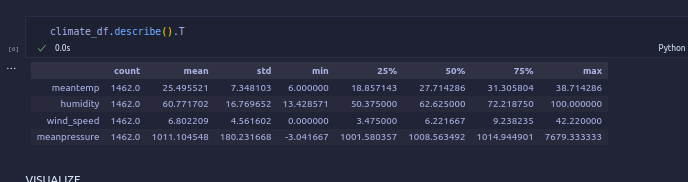 climate_df.describe().T
[6]
0.0s
Python
...
count mean std min 25% 50% 75% max
meantemp 1462.0 25.495521 7.348103 6.000000 18.857143 27.714286 31.305804 38.714286
humidity 1462.0 60.771702 16.769652 13.428571 50.375000 62.625000 72.218750 100.000000
wind_speed 1462.0 6.802209 4.561602 0.000000 3.475000 6.221667 9.238235 42.220000
meanpressure 1462.0 1011.104548 180.231668 -3.041667 1001.580357 1008.563492 1014.944901 7679.333333
VISUALIZE